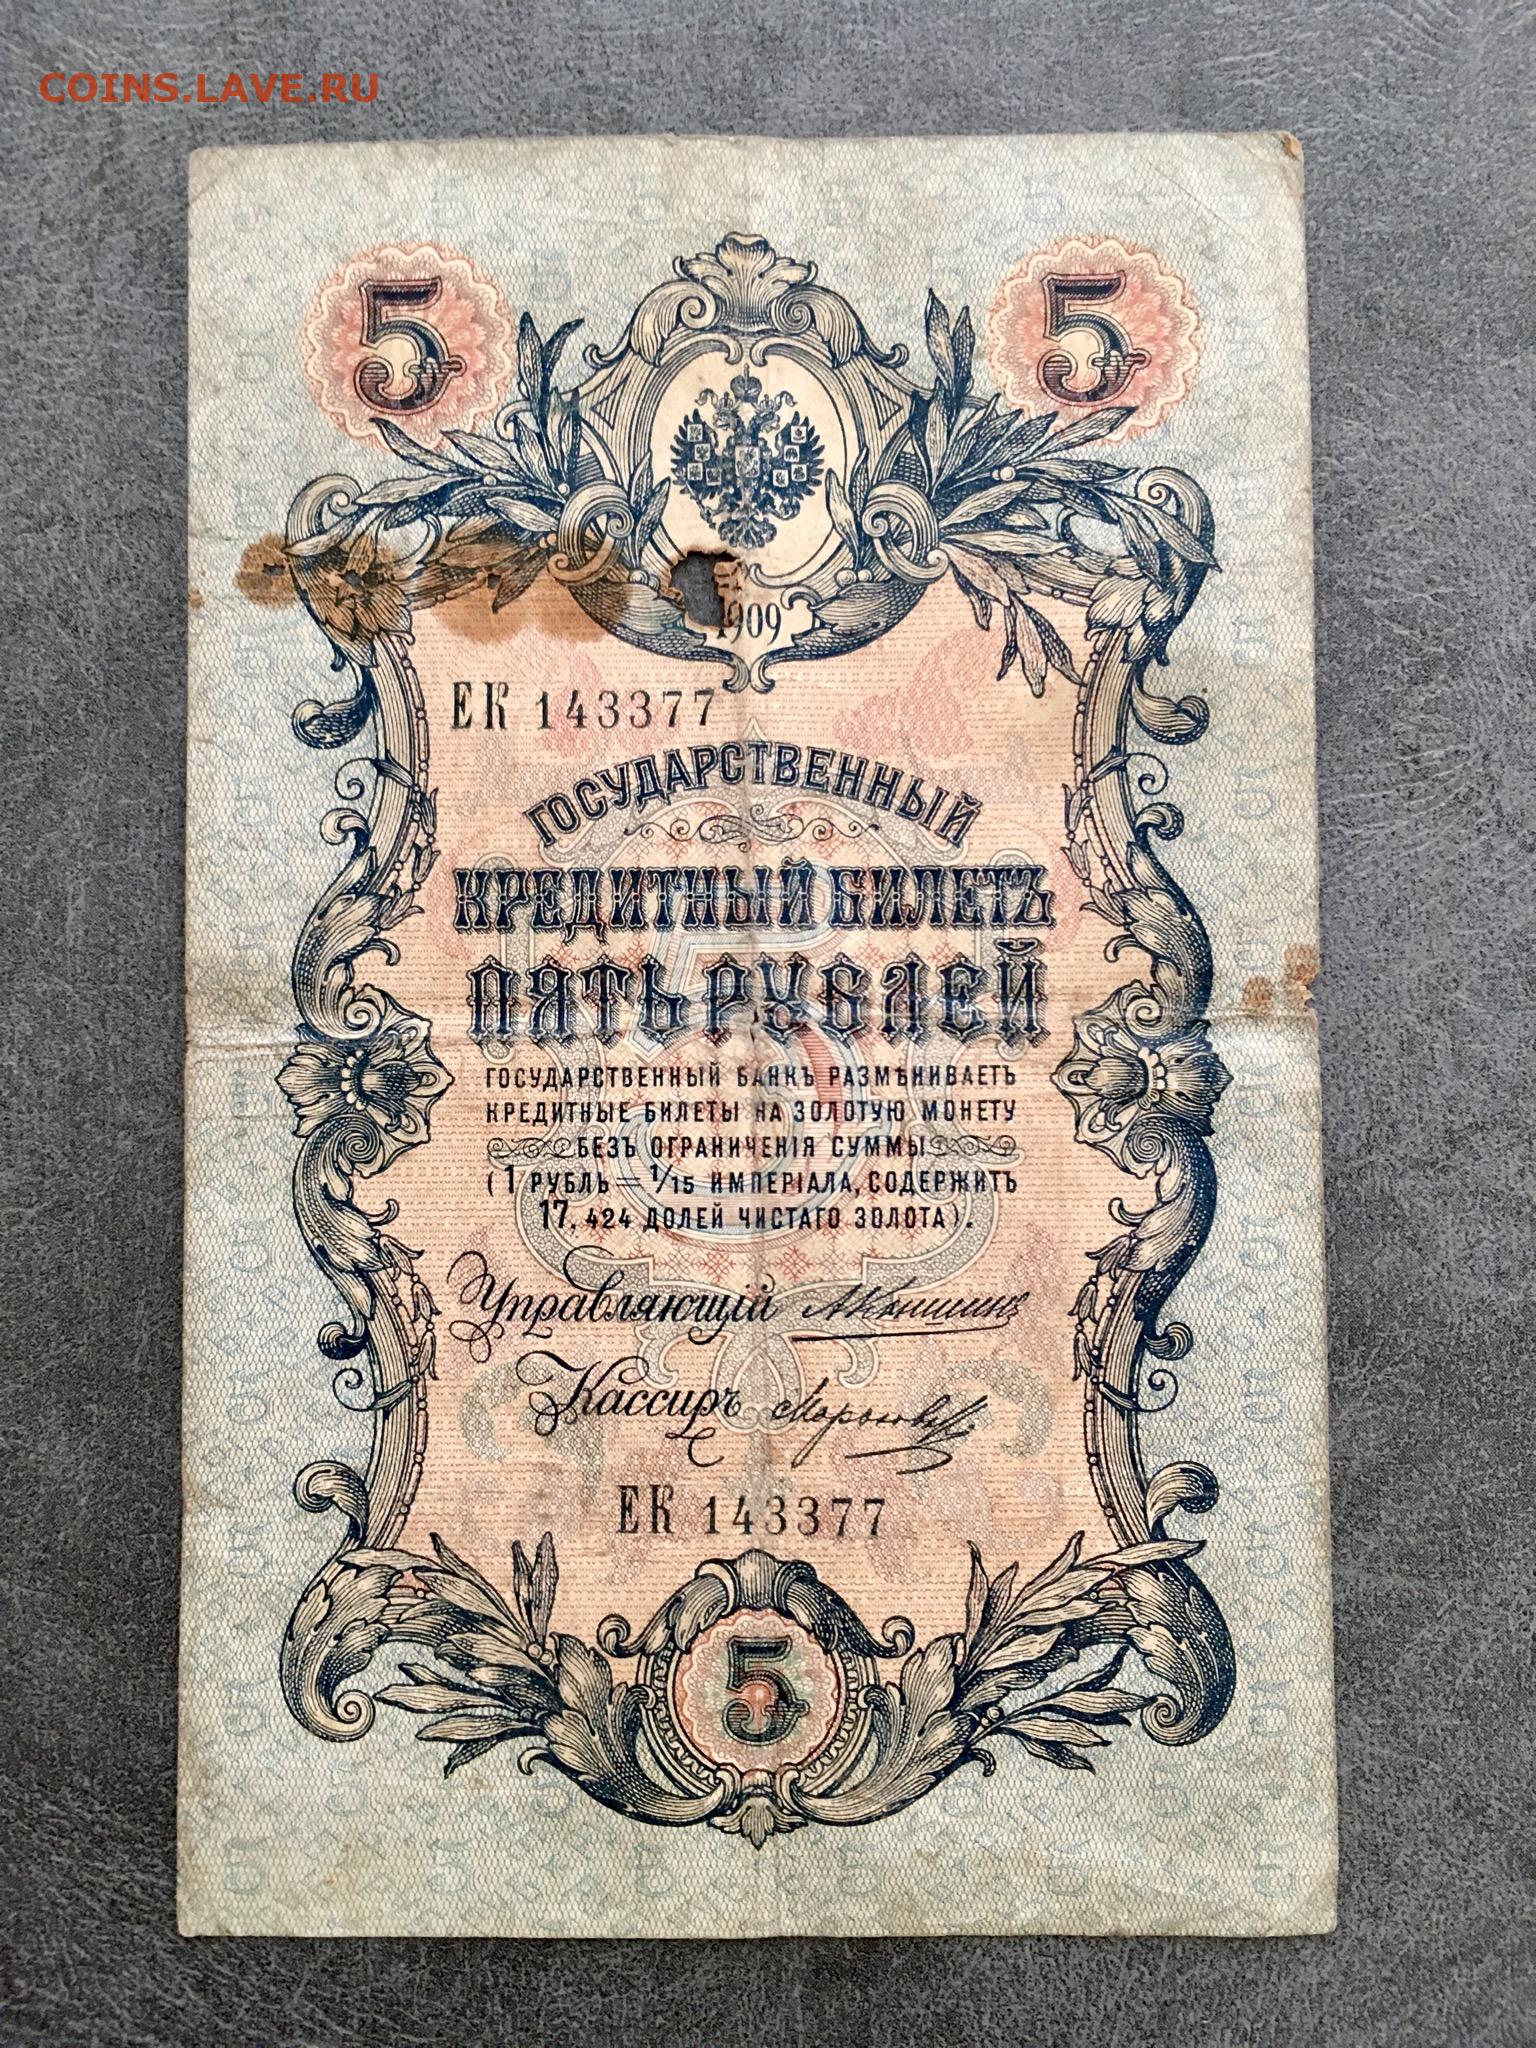 COINS.LAVE.RU
5 5
1909
ЕК 143377
ГОСУДАРСТВЕННЫЙ
КРЕДИТНЫЙ БИЛЕТЪ
ПЯТЬ РУБЛЕЙ
ГОСУДАРСТВЕННЫЙ БАНКЪ РАЗМѢНИВАЕТЪ
КРЕДИТНЫЕ БИЛЕТЫ НА ЗОЛОТУЮ МОНЕТУ
БЕЗЪ ОГРАНИЧЕНІЯ СУММЫ
(1 РУБЛЬ = 1/15 ИМПЕРІАЛА, СОДЕРЖИТЪ
17,424 ДОЛЕЙ ЧИСТАГО ЗОЛОТА).
Управляющій АКоншинъ
Кассиръ
ЕК 143377
5